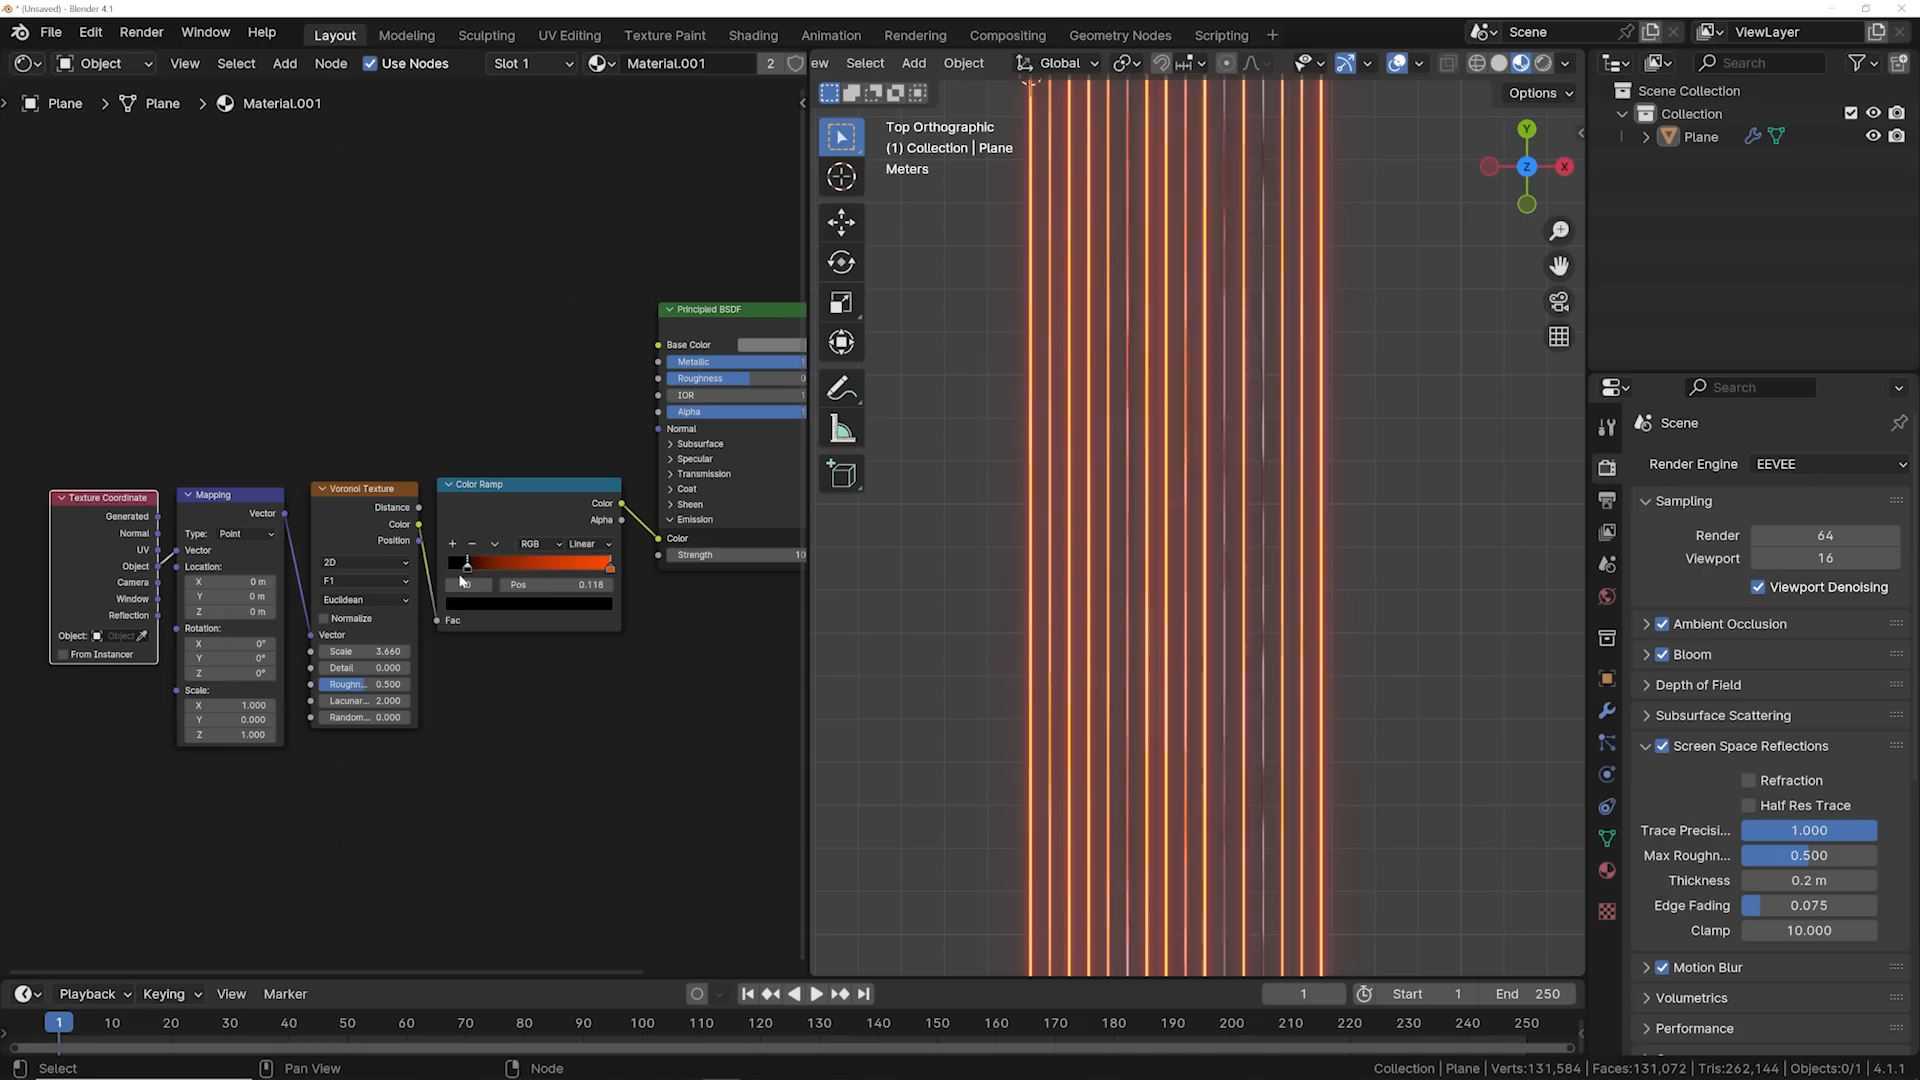 * (Unsaved) - Blender 4.1
File Edit Render Window Help Layout Modeling Sculpting UV Editing Texture Paint Shading Animation Rendering Compositing Geometry Nodes Scripting + Scene ViewLayer
Object View Select Add Node Use Nodes Slot 1 Material.001 2 ew Select Add Object Global Search
Plane > Plane > Material.001
Options
Top Orthographic
(1) Collection | Plane
Meters
Y
X
Z
Scene Collection
Collection
Plane
Search
Scene
Render Engine EEVEE
Sampling
Render 64
Viewport 16
Viewport Denoising
Ambient Occlusion
Bloom
Depth of Field
Subsurface Scattering
Screen Space Reflections
Refraction
Half Res Trace
Trace Precisi... 1.000
Max Roughn... 0.500
Thickness 0.2 m
Edge Fading 0.075
Clamp 10.000
Motion Blur
Volumetrics
Performance
Texture Coordinate
Generated
Normal
UV
Object
Camera
Window
Reflection
Object: Object
From Instancer
Mapping
Vector
Type: Point
Vector
Location:
X 0 m
Y 0 m
Z 0 m
Rotation:
X 0°
Y 0°
Z 0°
Scale:
X 1.000
Y 0.000
Z 1.000
Voronoi Texture
Distance
Color
Position
2D
F1
Euclidean
Normalize
Vector
Scale 3.660
Detail 0.000
Roughn... 0.500
Lacunar... 2.000
Random... 0.000
Color Ramp
Color
Alpha
+ − RGB Linear
0 Pos 0.118
Fac
Principled BSDF
Base Color
Metallic 1
Roughness 0
IOR 1
Alpha 1
Normal
Subsurface
Specular
Transmission
Coat
Sheen
Emission
Color
Strength 10
Playback Keying View Marker 1 Start 1 End 250
1 10 20 30 40 50 60 70 80 90 100 110 120 130 140 150 160 170 180 190 200 210 220 230 240 250
Select Pan View Node Collection | Plane | Verts:131,584 | Faces:131,072 | Tris:262,144 | Objects:0/1 | 4.1.1